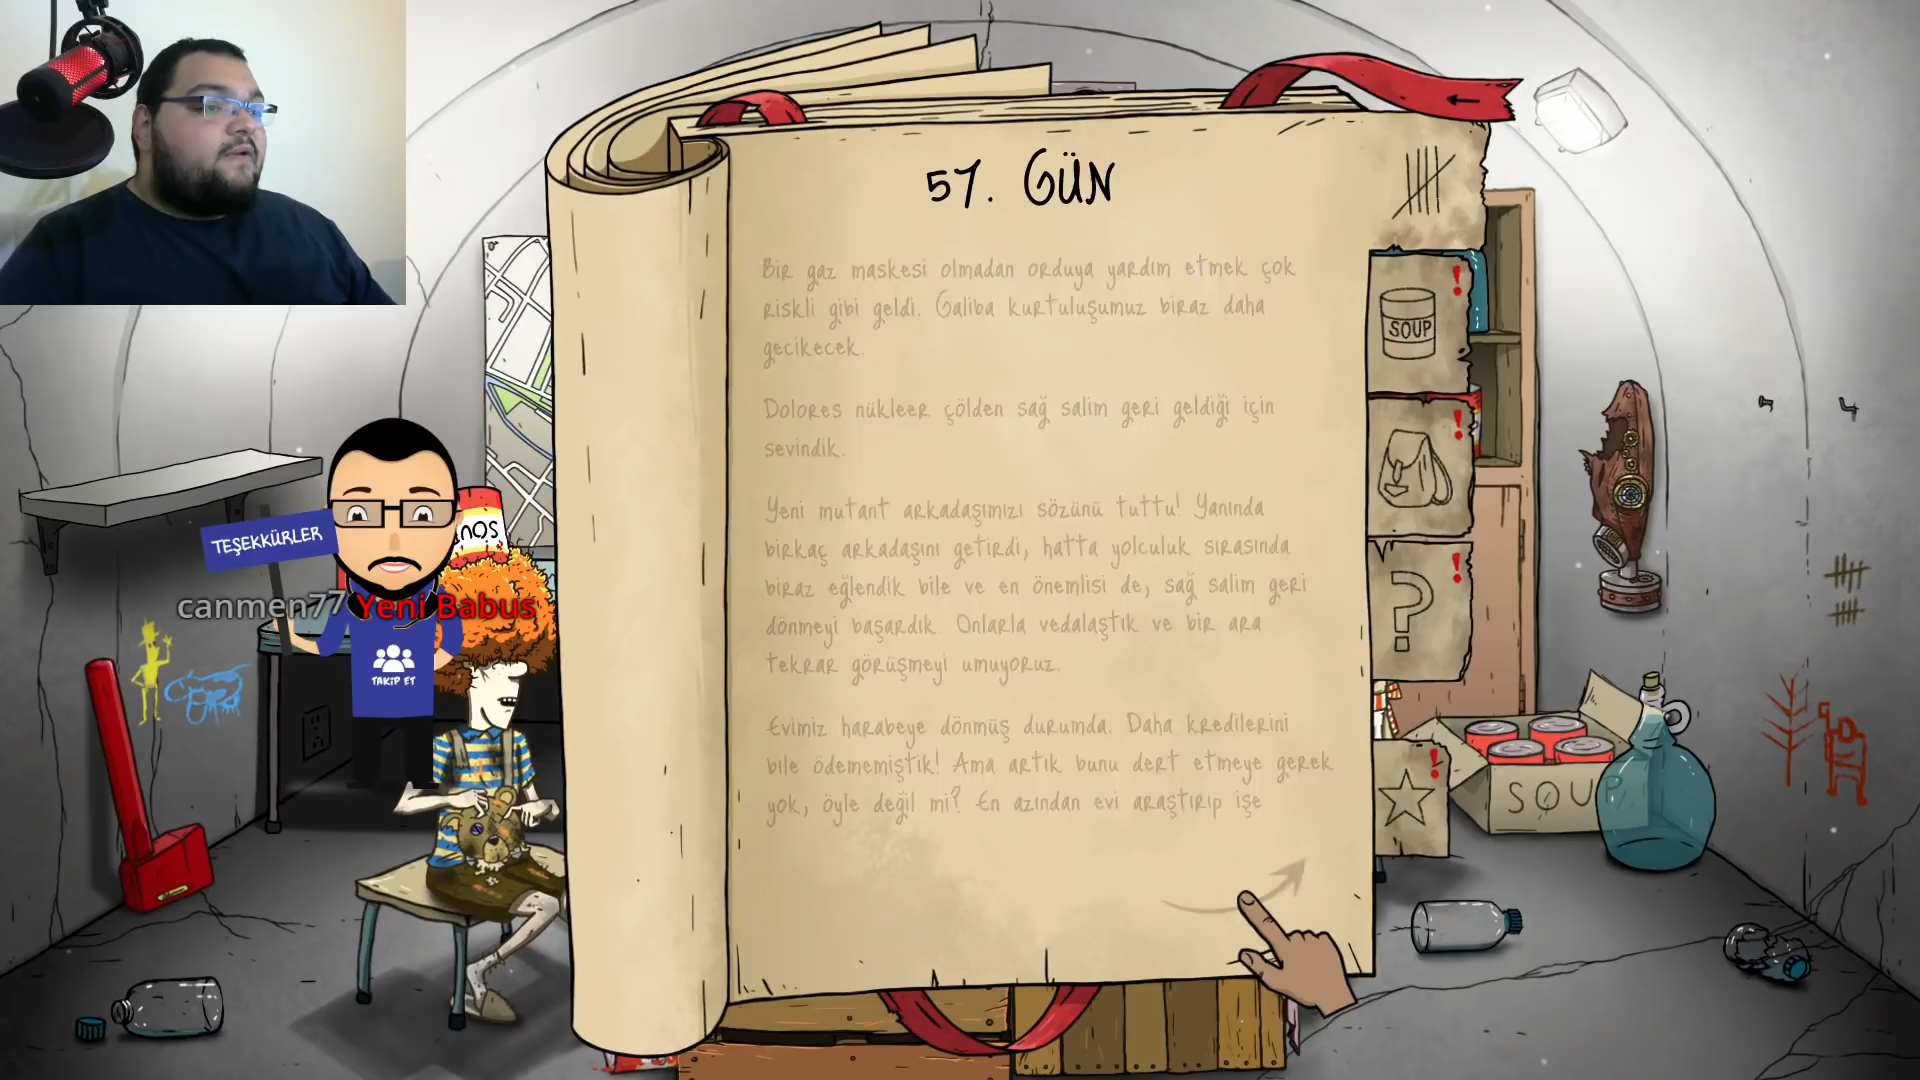 57. GÜN
Bir gaz maskesi olmadan orduya yardım etmek çok
riskli gibi geldi. Galiba kurtuluşumuz biraz daha
gecikecek.
Dolores nükleer çölden sağ salim geri geldiği için
sevindik.
Yeni mutant arkadaşımızı sözünü tuttu! Yanında
birkaç arkadaşını getirdi, hatta yolculuk sırasında
biraz eğlendik bile ve en önemlisi de, sağ salim geri
dönmeyi başardık. Onlarla vedalaştık ve bir ara
tekrar görüşmeyi umuyoruz.
Evimiz harabeye dönmüş durumda. Daha kredilerini
bile ödememiştik! Ama artık bunu dert etmeye gerek
yok, öyle değil mi? En azından evi araştırıp işe
SOUP
!
!
?
!
!
TEŞEKKÜRLER
SOU
canmen77 Yeni Babus
TAKİP ET
SOUP